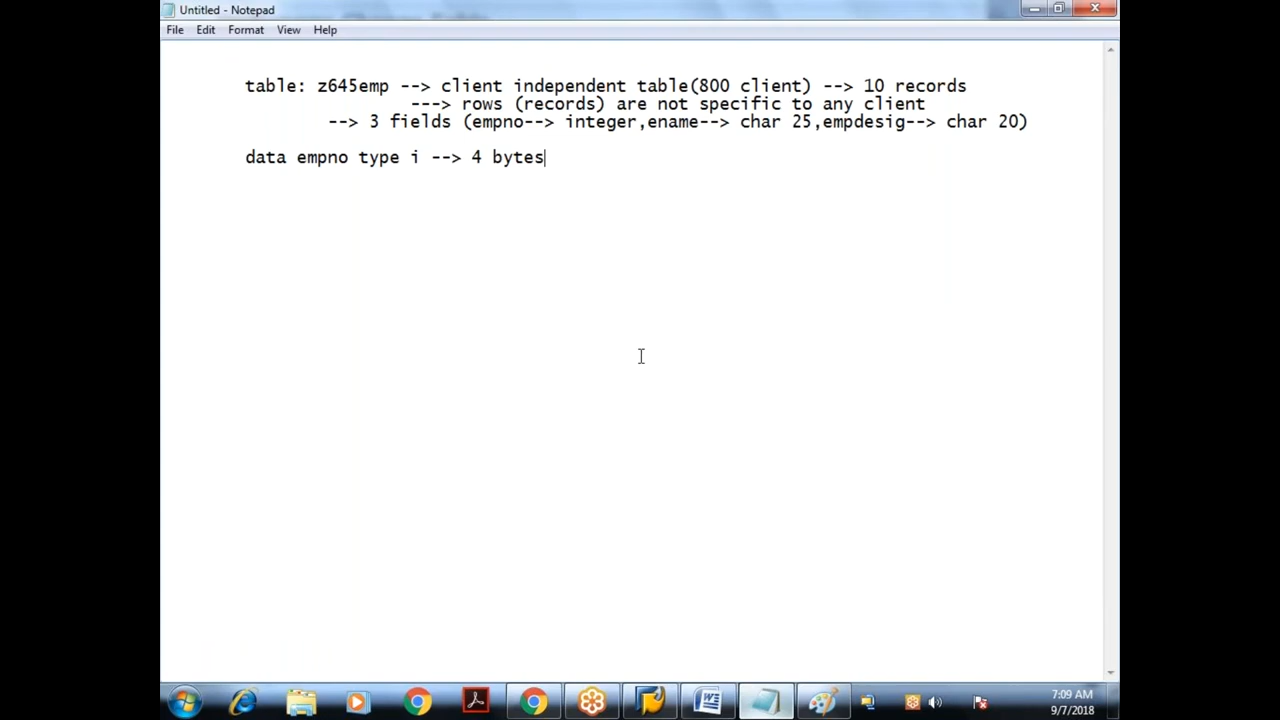 Untitled - Notepad
File Edit Format View Help
table: z645emp --> client independent table(800 client) --> 10 records
---> rows (records) are not specific to any client
--> 3 fields (empno--> integer,ename--> char 25,empdesig--> char 20)
data empno type i --> 4 bytes
7:09 AM
9/7/2018